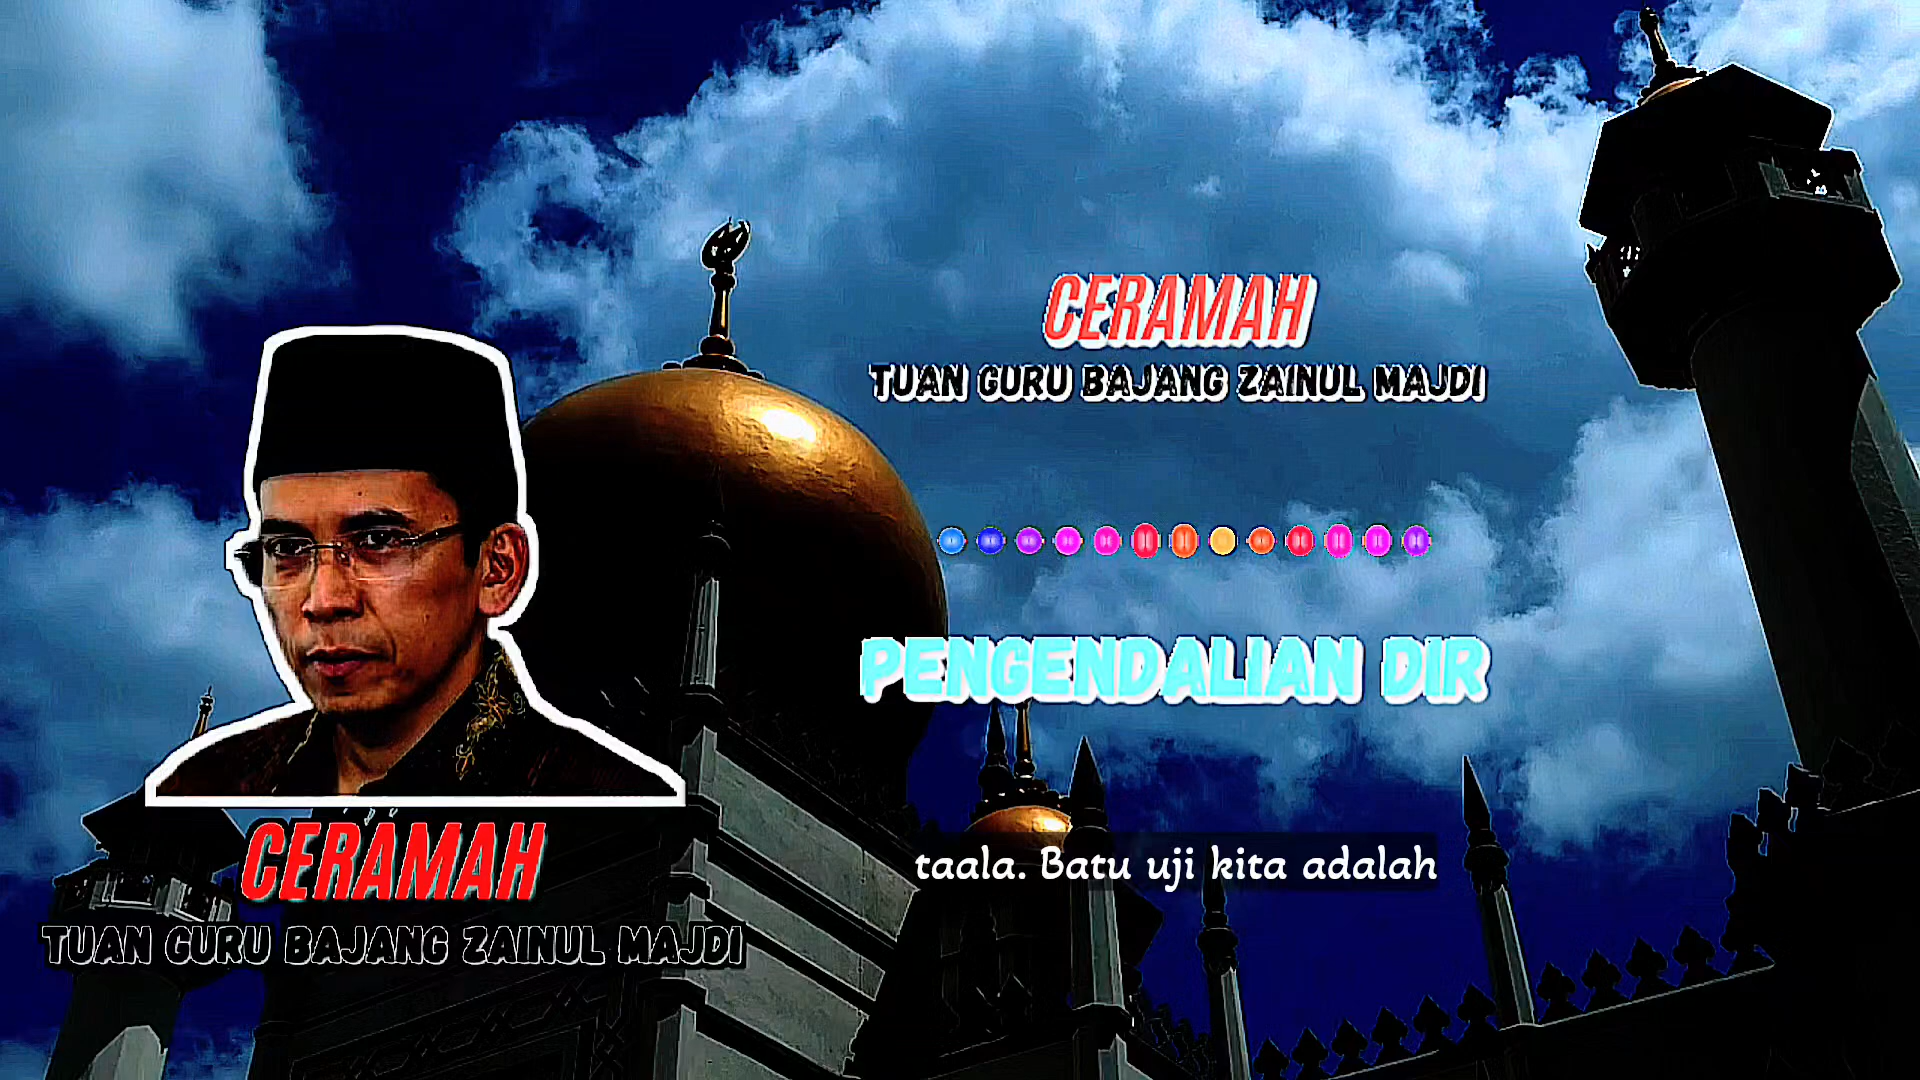 CERAMAH
TUAN GURU BAJANG ZAINUL MAJDI
PENGENDALIAN DIR
taala. Batu uji kita adalah
CERAMAH
TUAN GURU BAJANG ZAINUL MAJDI